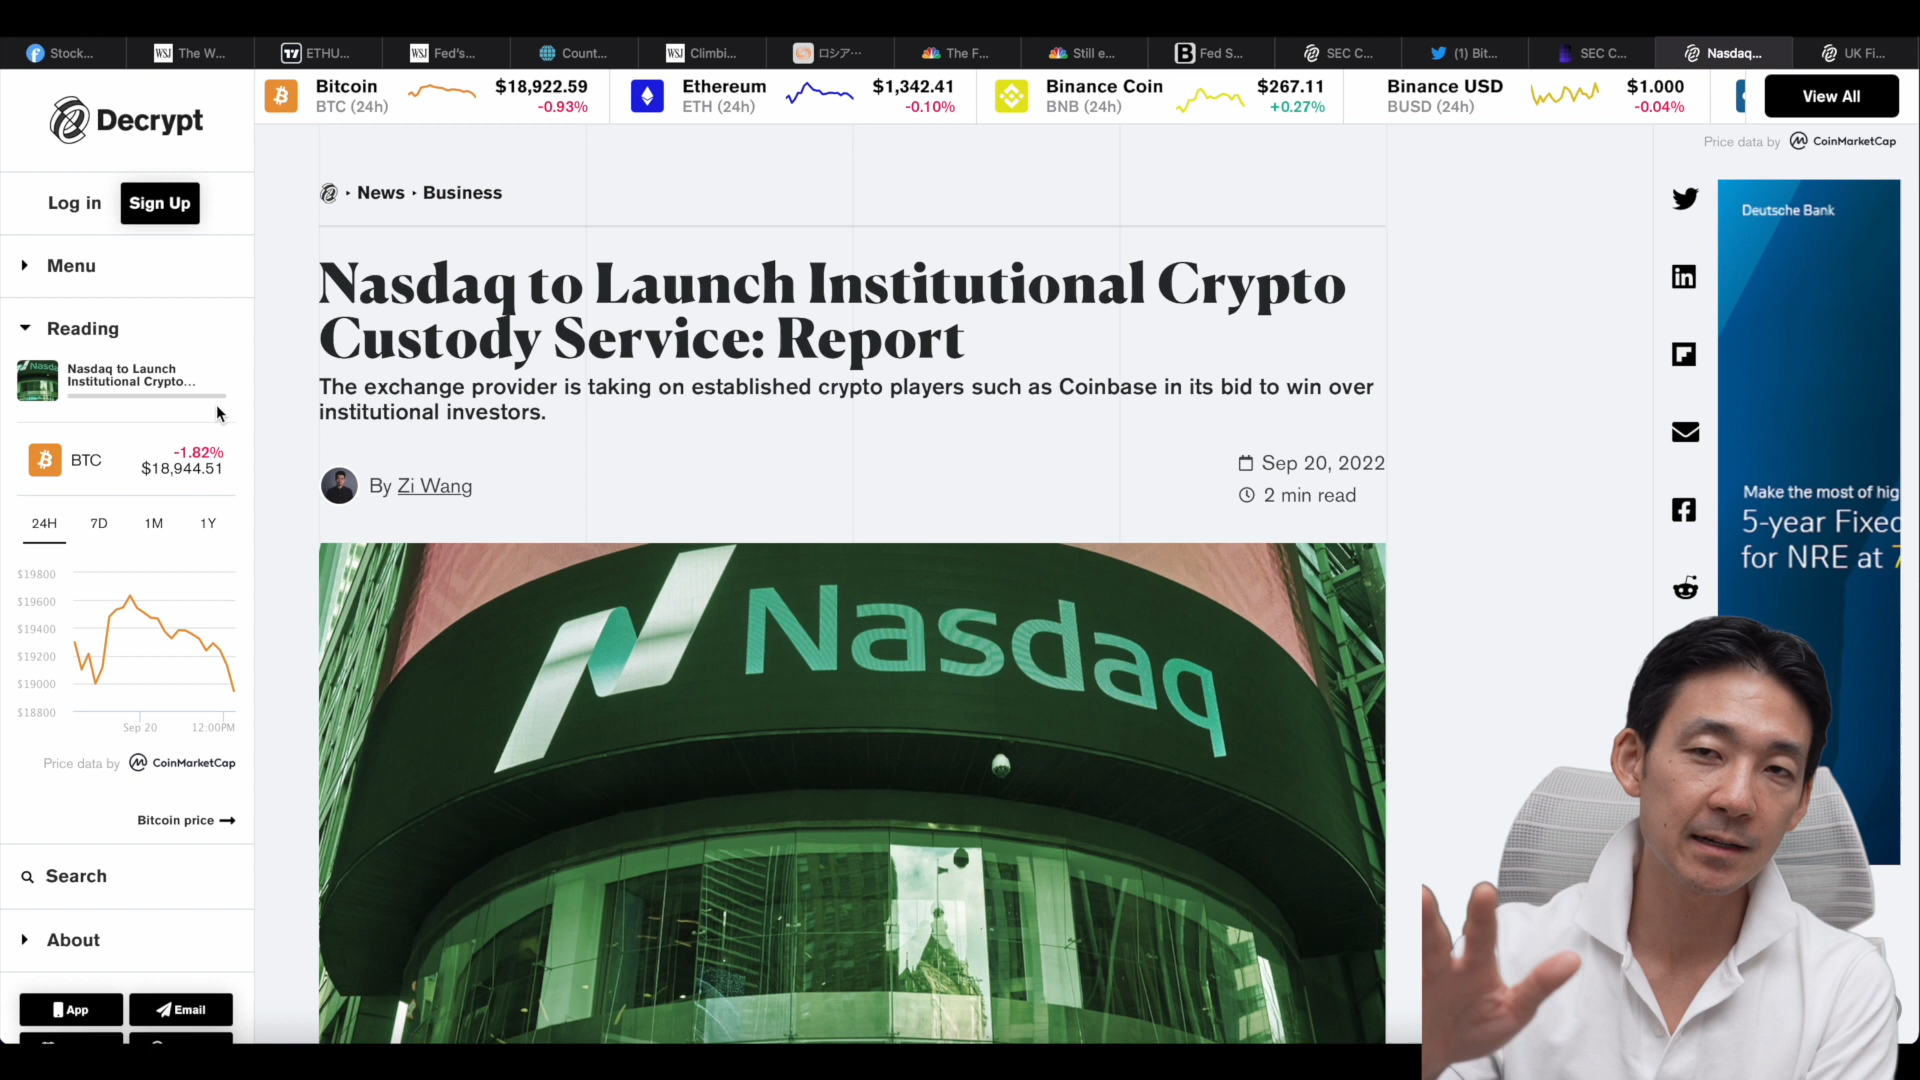 Stock...
The W...
ETHU...
Fed's...
Count...
Climbi...
ロシア...
The F...
Still e...
Fed S...
SEC C...
(1) Bit...
SEC C...
Nasdaq...
UK Fi...
Decrypt
Bitcoin $18,922.59
BTC (24h) -0.93%
Ethereum $1,342.41
ETH (24h) -0.10%
Binance Coin $267.11
BNB (24h) +0.27%
Binance USD $1.000
BUSD (24h) -0.04%
View All
Price data by CoinMarketCap
Log in Sign Up
Menu
Reading
Nasdaq to Launch
Institutional Crypto...
BTC -1.82%
$18,944.51
24H 7D 1M 1Y
$19800
$19600
$19400
$19200
$19000
$18800
Sep 20 12:00PM
Price data by CoinMarketCap
Bitcoin price
Search
About
App Email
News Business
Nasdaq to Launch Institutional Crypto
Custody Service: Report
The exchange provider is taking on established crypto players such as Coinbase in its bid to win over
institutional investors.
By Zi Wang
Sep 20, 2022
2 min read
Nasdaq
Deutsche Bank
Make the most of hig
5-year Fixed
for NRE at